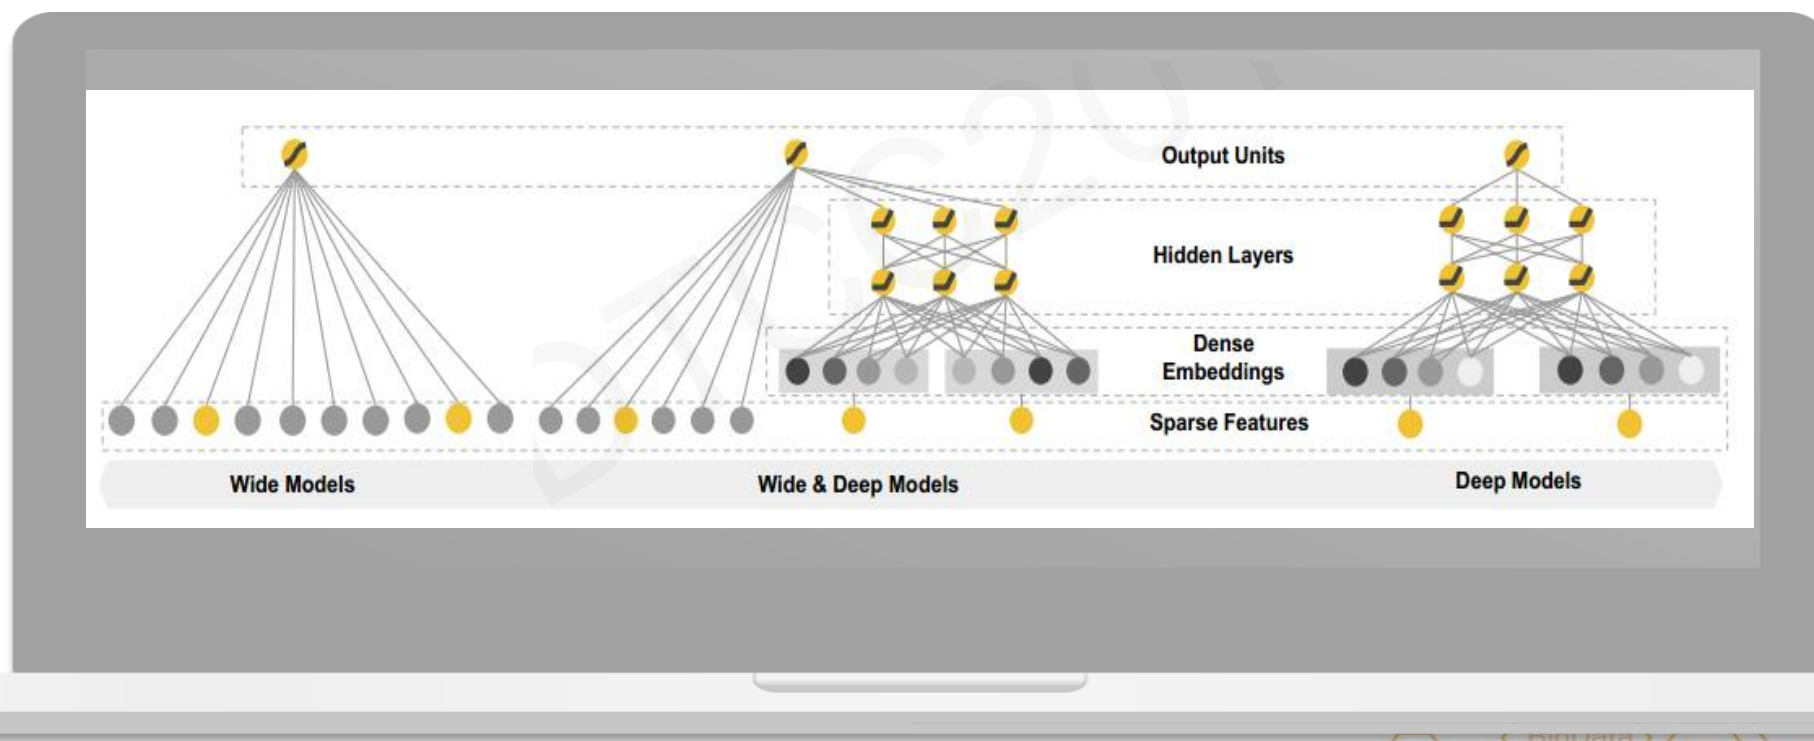 Output Units
Hidden Layers
Dense
Embeddings
Sparse Features
Wide Models
Wide & Deep Models
Deep Models